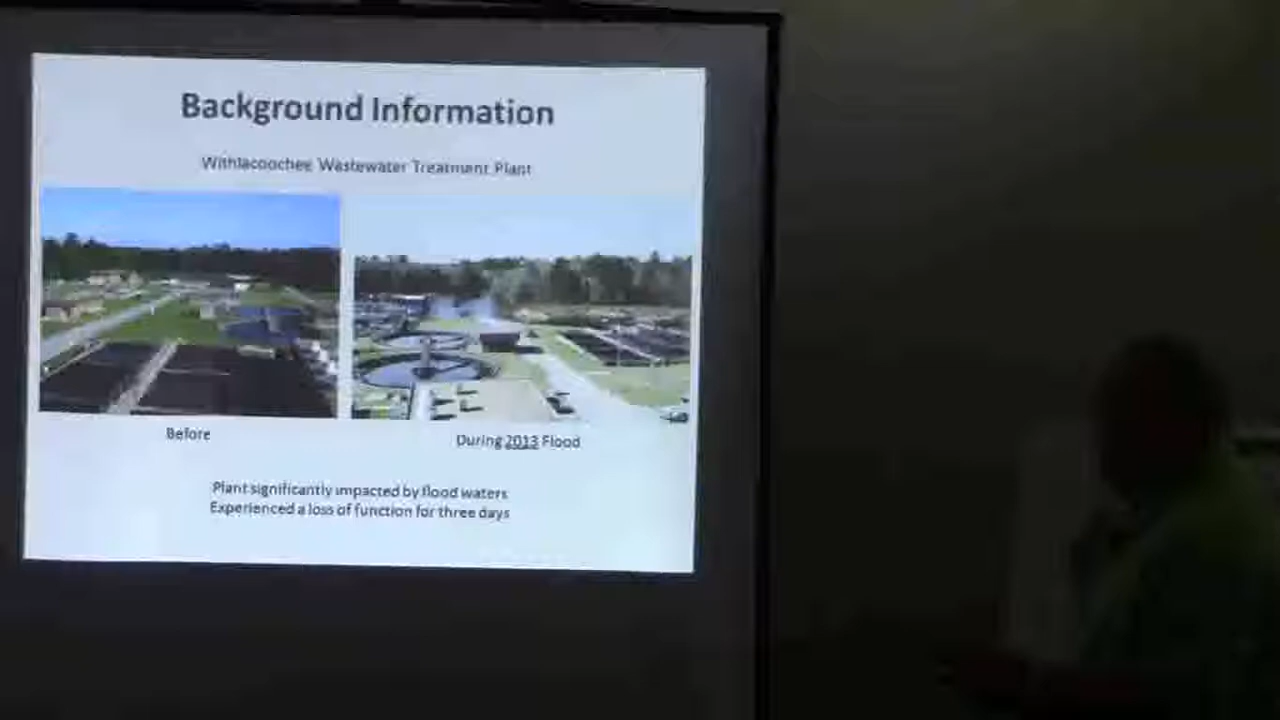 Background Information
Withlacoochee Wastewater Treatment Plant
Before
During 2013 Flood
Plant significantly impacted by flood waters
Experienced a loss of function for three days